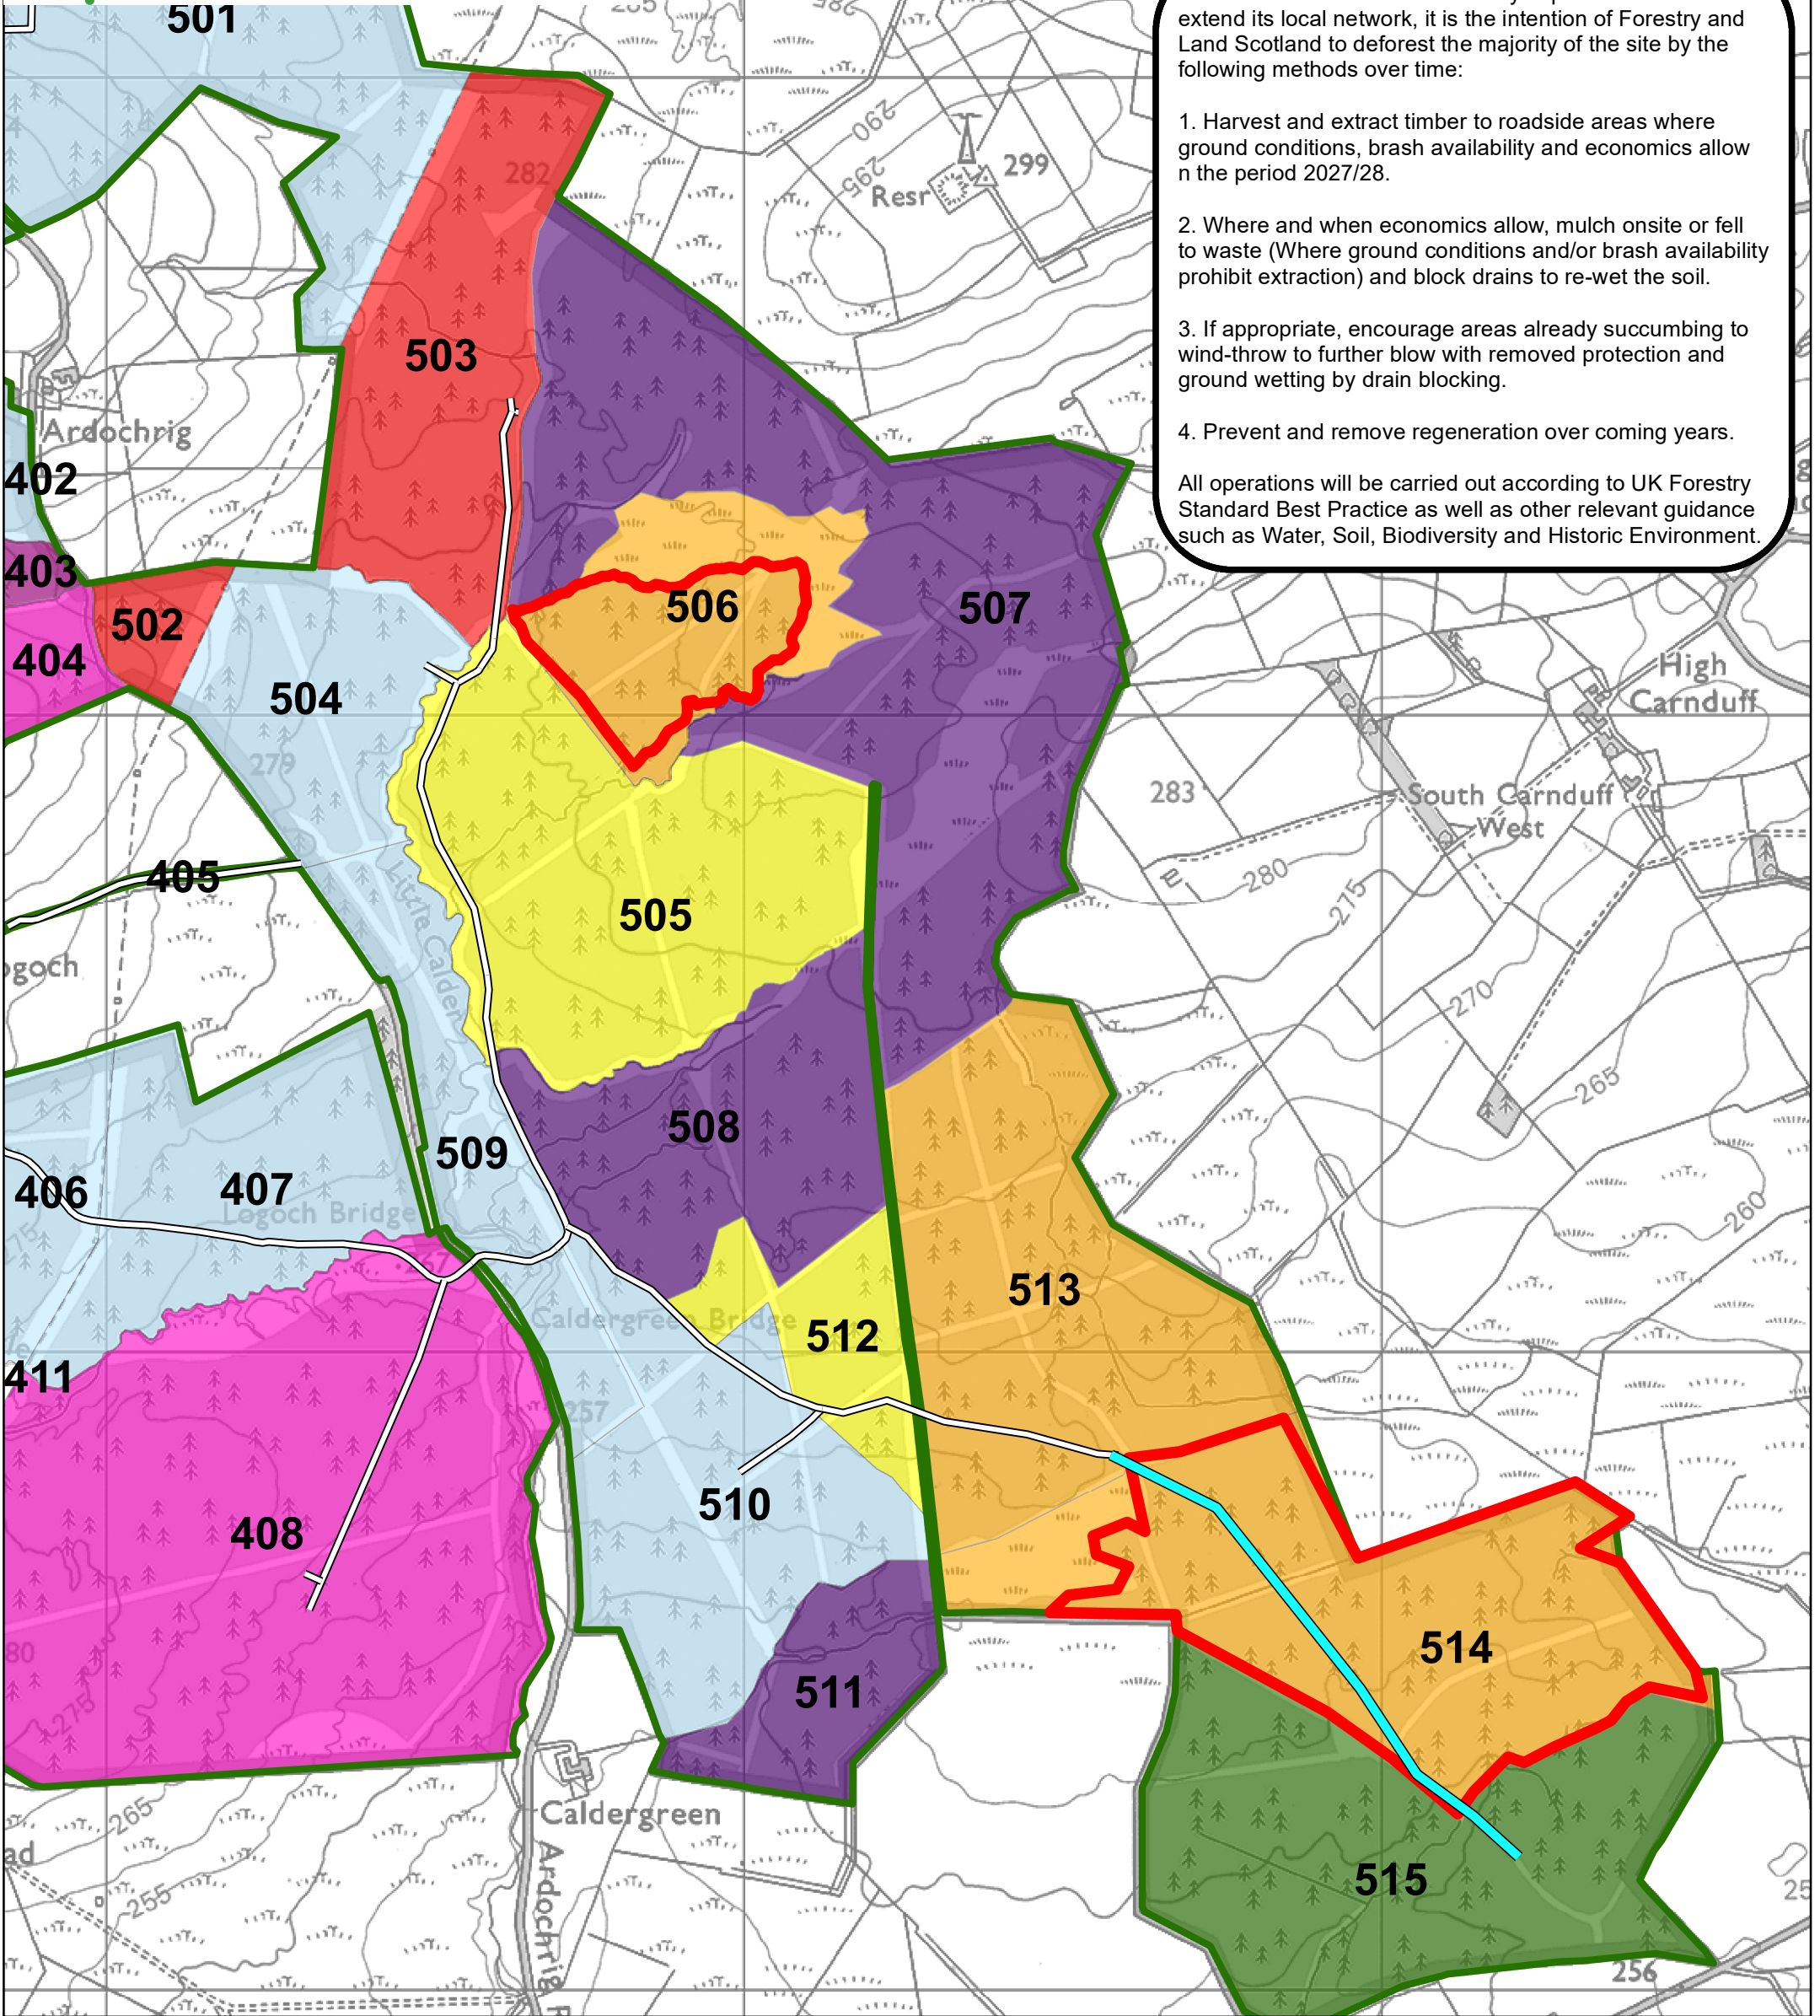 extend its local network, it is the intention of Forestry and
Land Scotland to deforest the majority of the site by the
following methods over time:
1. Harvest and extract timber to roadside areas where
ground conditions, brash availability and economics allow
n the period 2027/28.
2. Where and when economics allow, mulch onsite or fell
to waste (Where ground conditions and/or brash availability
prohibit extraction) and block drains to re-wet the soil.
3. If appropriate, encourage areas already succumbing to
wind-throw to further blow with removed protection and
ground wetting by drain blocking.
4. Prevent and remove regeneration over coming years.
All operations will be carried out according to UK Forestry
Standard Best Practice as well as other relevant guidance
such as Water, Soil, Biodiversity and Historic Environment.
501
285
285
290
295
Resr
299
282
503
Ardochrig
402
403
404
502
504
506
507
High
Carnduff
279
283
South Carnduff
West
405
280
275
505
ogoch
Little Calder
270
265
508
509
406
407
Logoch Bridge
275
267
260
513
Caldergreen Bridge
512
411
257
510
408
514
80
275
511
Caldergreen
265
ad
255
Ardochrig R
515
25
256